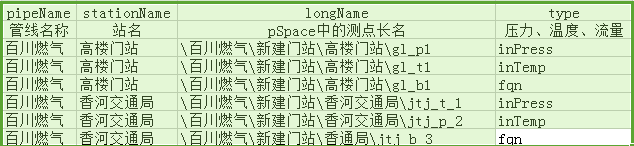 pipeName stationName longName type
管线名称 站名 pSpace中的测点长名 压力、温度、流量
百川燃气 高楼门站 \百川燃气\新建门站\高楼门站\gl_p1 inPress
百川燃气 高楼门站 \百川燃气\新建门站\高楼门站\gl_t1 inTemp
百川燃气 高楼门站 \百川燃气\新建门站\高楼门站\gl_b1 fqn
百川燃气 香河交通局 \百川燃气\新建门站\香河交通局\jtj_t_1 inPress
百川燃气 香河交通局 \百川燃气\新建门站\香河交通局\jtj_p_2 inTemp
百川燃气 香河交通局 \百川燃气\新建门站\香通局\jtj_b_3 fqn